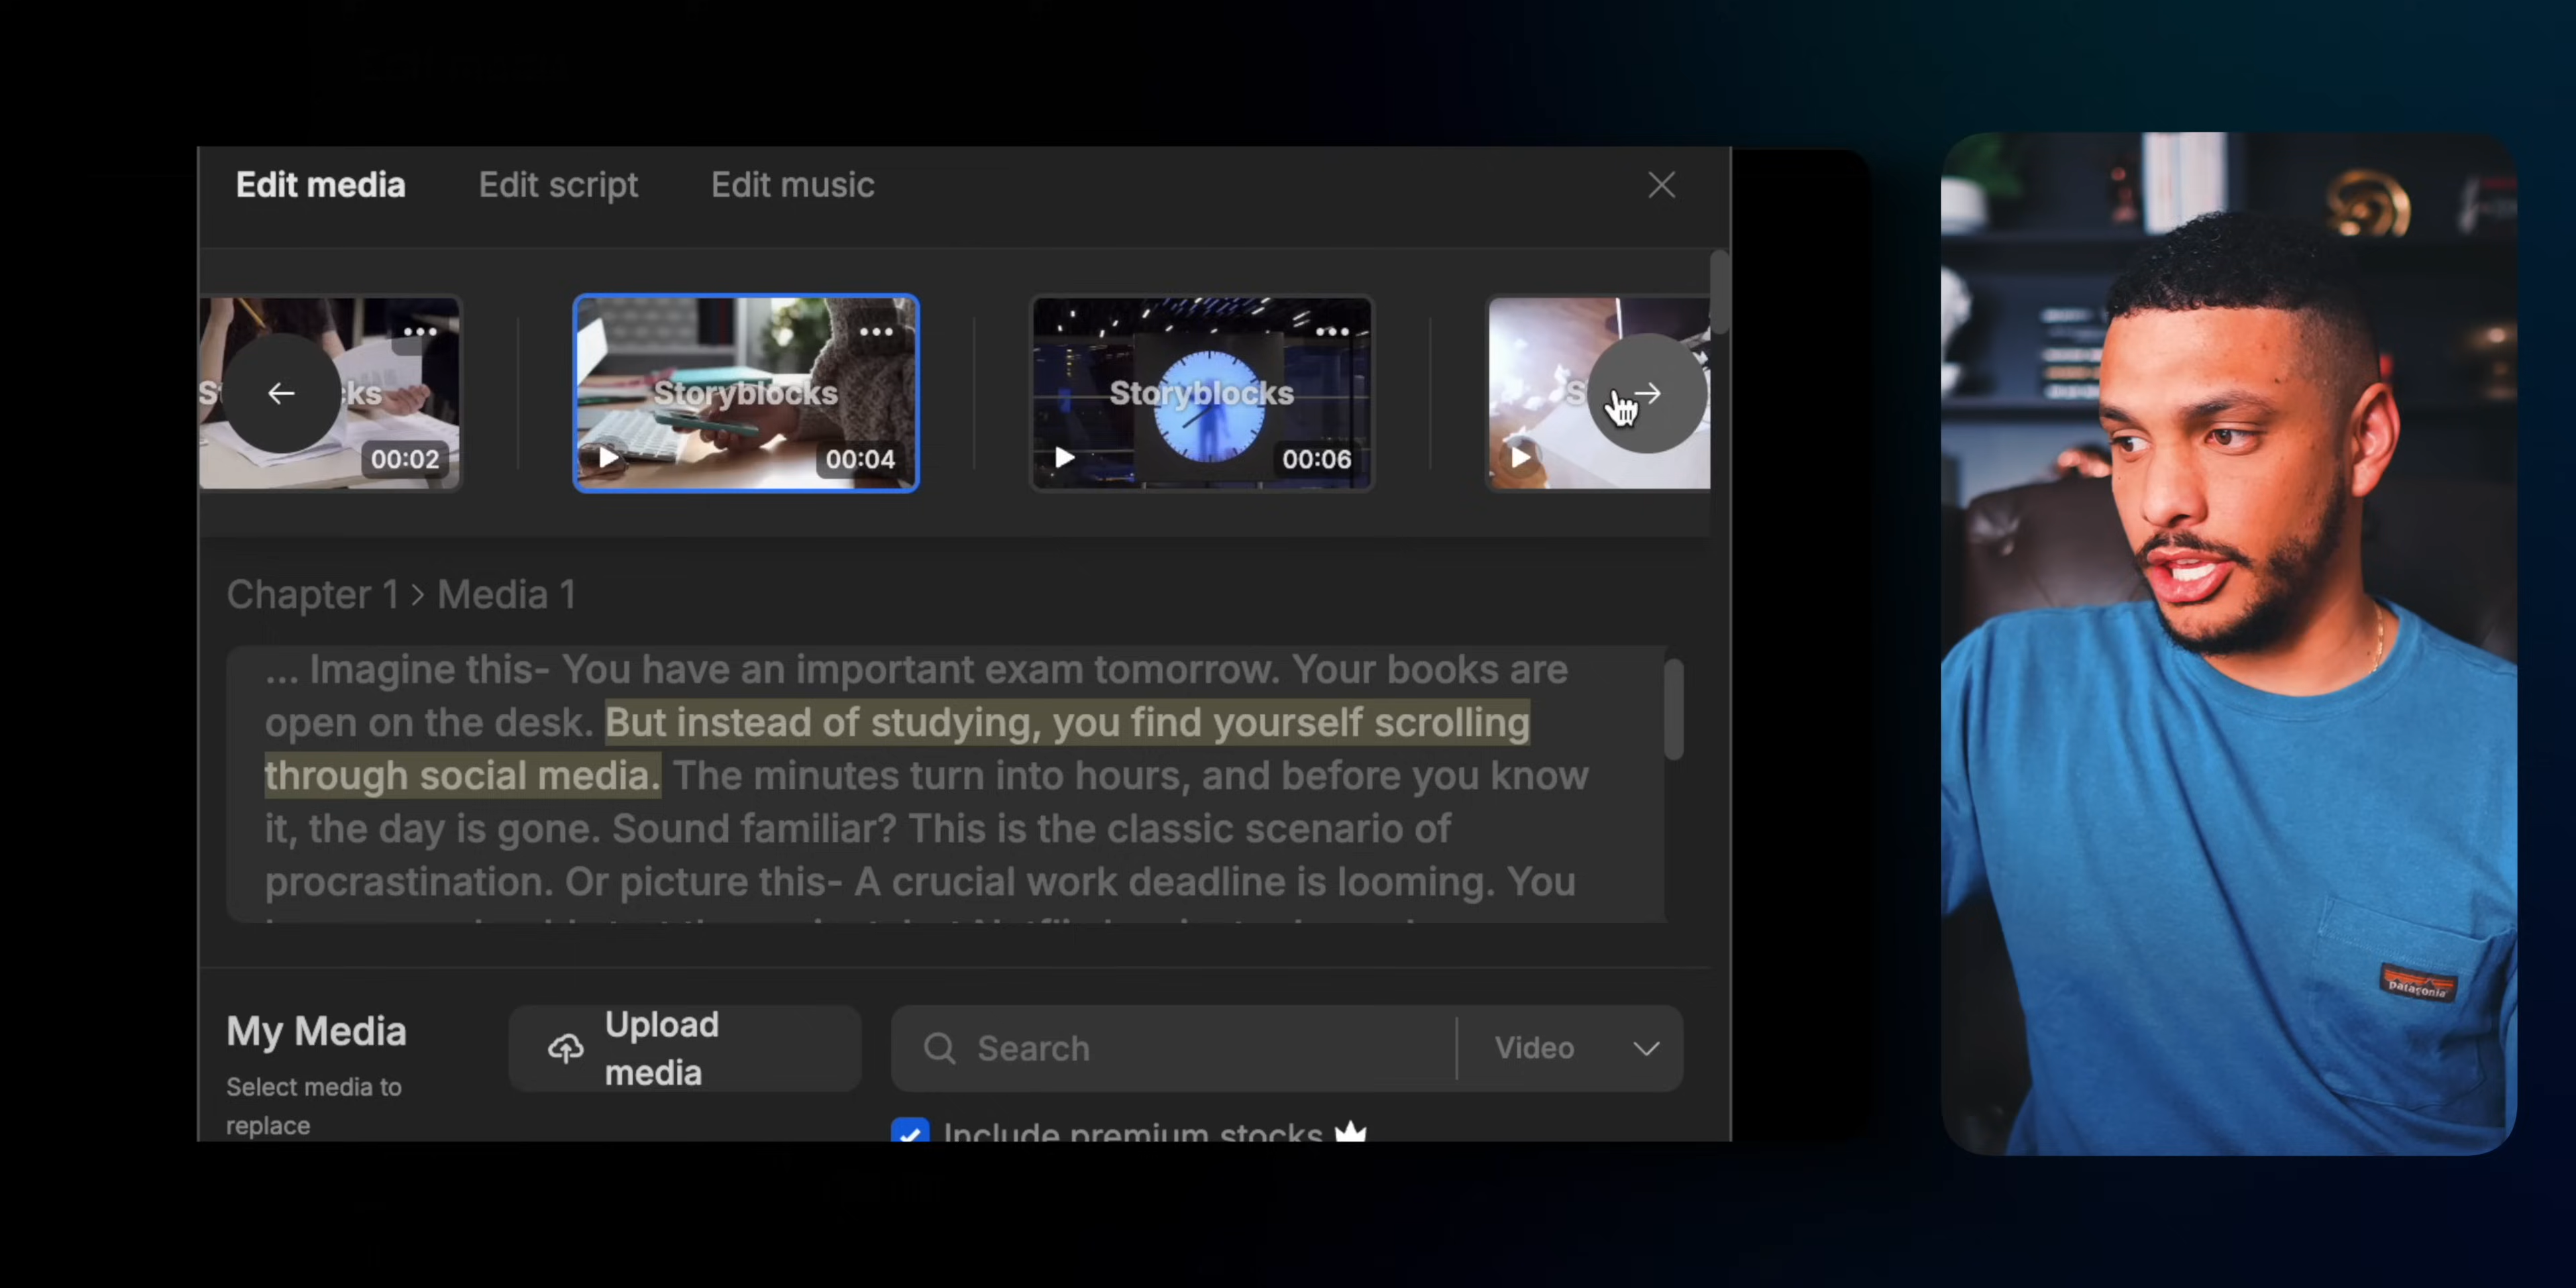 Edit media Edit script Edit music
Storyblocks Storyblocks
00:02 00:04 00:06
Chapter 1 > Media 1
... Imagine this- You have an important exam tomorrow. Your books are
open on the desk. But instead of studying, you find yourself scrolling
through social media. The minutes turn into hours, and before you know
it, the day is gone. Sound familiar? This is the classic scenario of
procrastination. Or picture this- A crucial work deadline is looming. You
My Media
Select media to
replace
Upload
media
Search
Video
Include premium stocks
patagonia